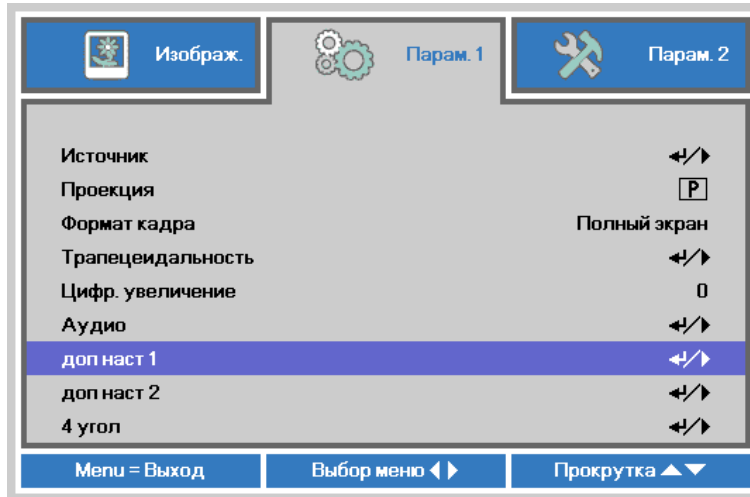 Изображ. Парам. 1 Парам. 2
Источник
Проекция P
Формат кадра Полный экран
Трапецеидальность
Цифр. увеличение 0
Аудио
доп наст 1
доп наст 2
4 угол
Menu = Выход Выбор меню Прокрутка